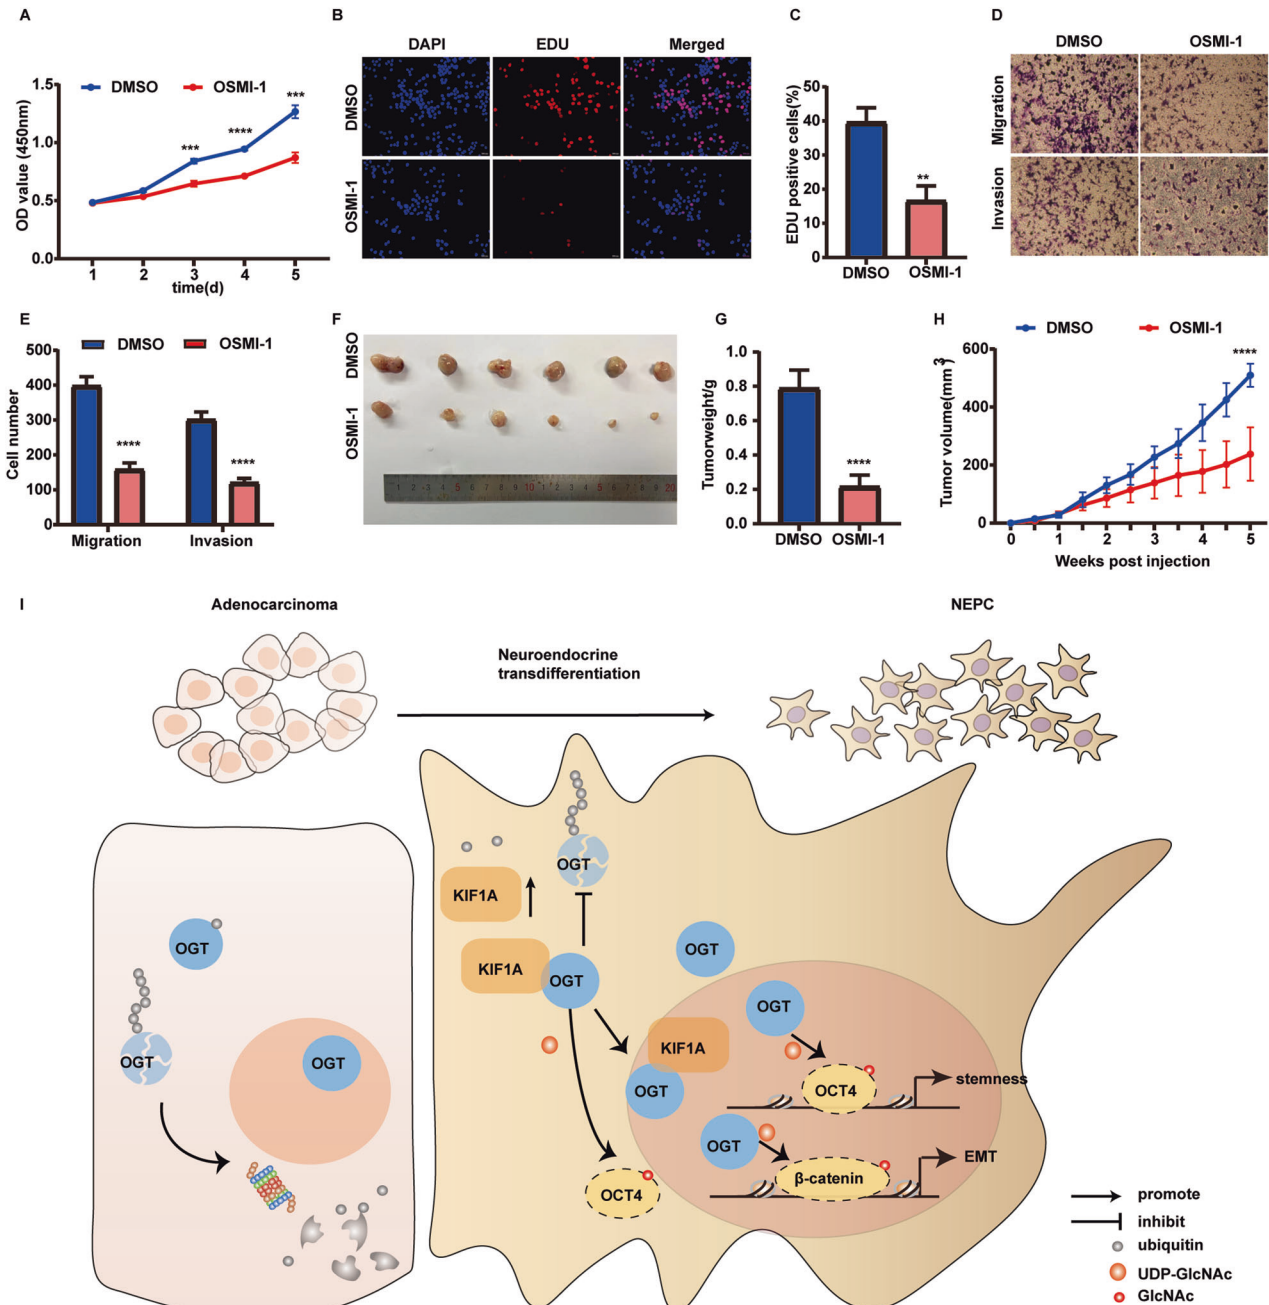 A
DMSO OSMI-1
OD value (450nm)
1.5
1.0
0.5
0.0
*** **** ***
1 2 3 4 5
time(d)
B
DAPI EDU Merged
DMSO
OSMI-1
C
EDU positive cells(%)
50
40
30
20
10
0
**
DMSO OSMI-1
D
DMSO OSMI-1
Migration
Invasion
E
DMSO OSMI-1
Cell number
500
400
300
200
100
0
**** ****
Migration Invasion
F
DMSO
OSMI-1
G
Tumorweight/g
1.0
0.8
0.6
0.4
0.2
0.0
****
DMSO OSMI-1
H
DMSO OSMI-1
Tumor volume(mm3)
600
400
200
0
****
0 1 2 3 4 5
Weeks post injection
I
Adenocarcinoma
Neuroendocrine
transdifferentiation
NEPC
OGT
OGT
OGT
OGT
KIF1A
KIF1A
OGT
OGT
OGT
KIF1A
OGT
OCT4
stemness
OGT
β-catenin
EMT
OCT4
promote
inhibit
ubiquitin
UDP-GlcNAc
GlcNAc